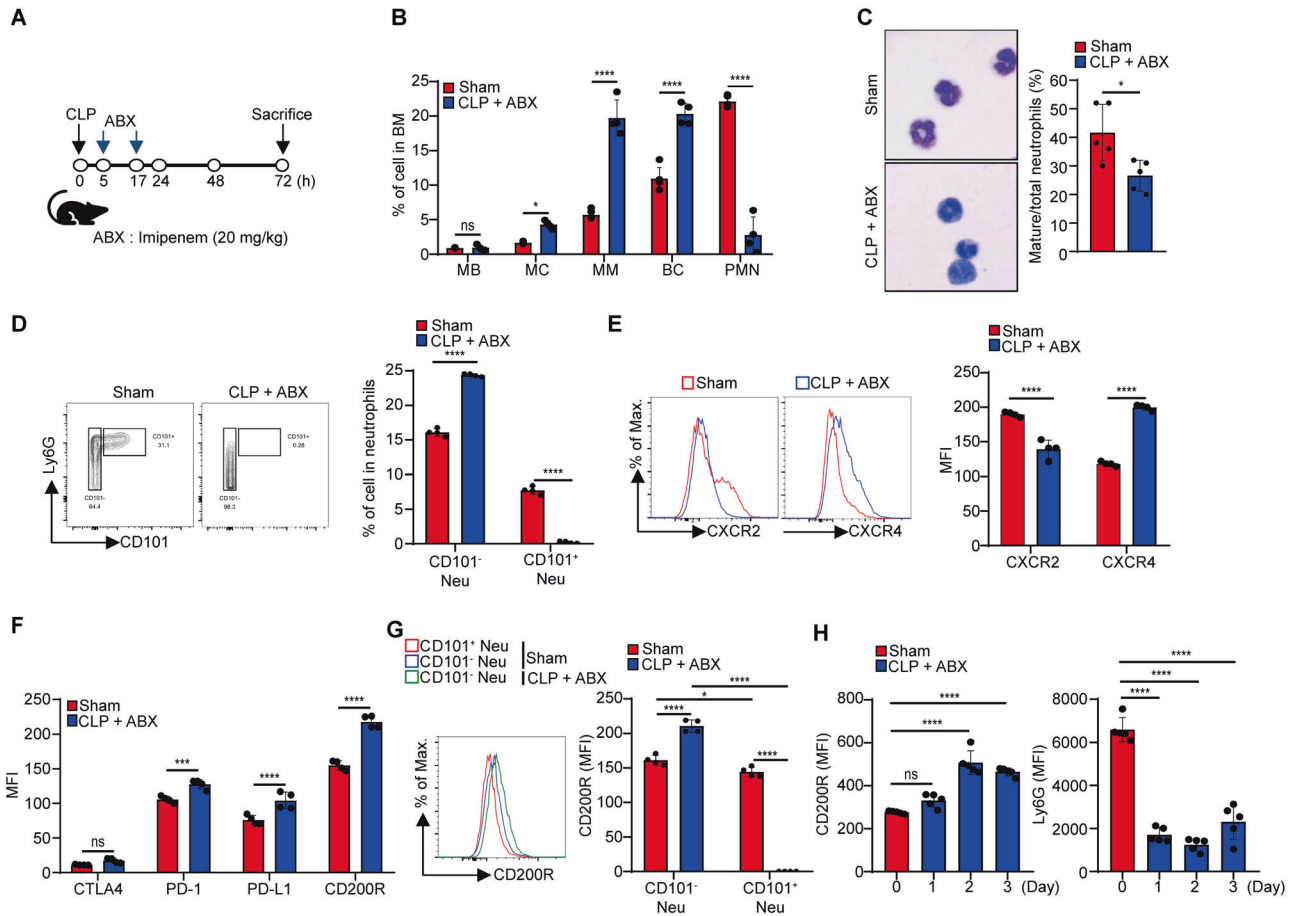 A
CLP
ABX
Sacrifice
0 5 17 24 48 72 (h)
ABX : Imipenem (20 mg/kg)
B
Sham
CLP + ABX
% of cell in BM
25
20
15
10
5
0
ns
*
****
****
****
MB MC MM BC PMN
C
Sham
CLP + ABX
Sham
CLP + ABX
Mature/total neutrophils (%)
60
50
40
30
20
10
0
*
D
Sham
CLP + ABX
Ly6G
CD101+
31.1
CD101-
64.4
CD101+
0.28
CD101-
98.3
CD101
Sham
CLP + ABX
% of cell in neutrophils
25
20
15
10
5
0
****
****
CD101- Neu
CD101+ Neu
E
Sham
CLP + ABX
% of Max.
CXCR2
CXCR4
Sham
CLP + ABX
MFI
200
150
100
50
0
****
****
CXCR2 CXCR4
F
Sham
CLP + ABX
MFI
250
200
150
100
50
0
ns
***
****
****
CTLA4 PD-1 PD-L1 CD200R
G
CD101+ Neu
CD101- Neu
CD101- Neu
Sham
CLP + ABX
% of Max.
CD200R
Sham
CLP + ABX
CD200R (MFI)
250
200
150
100
50
0
****
*
****
****
CD101- Neu
CD101+ Neu
H
Sham
CLP + ABX
CD200R (MFI)
800
600
400
200
0
ns
****
****
0 1 2 3 (Day)
Ly6G (MFI)
8000
6000
4000
2000
0
****
****
****
0 1 2 3 (Day)